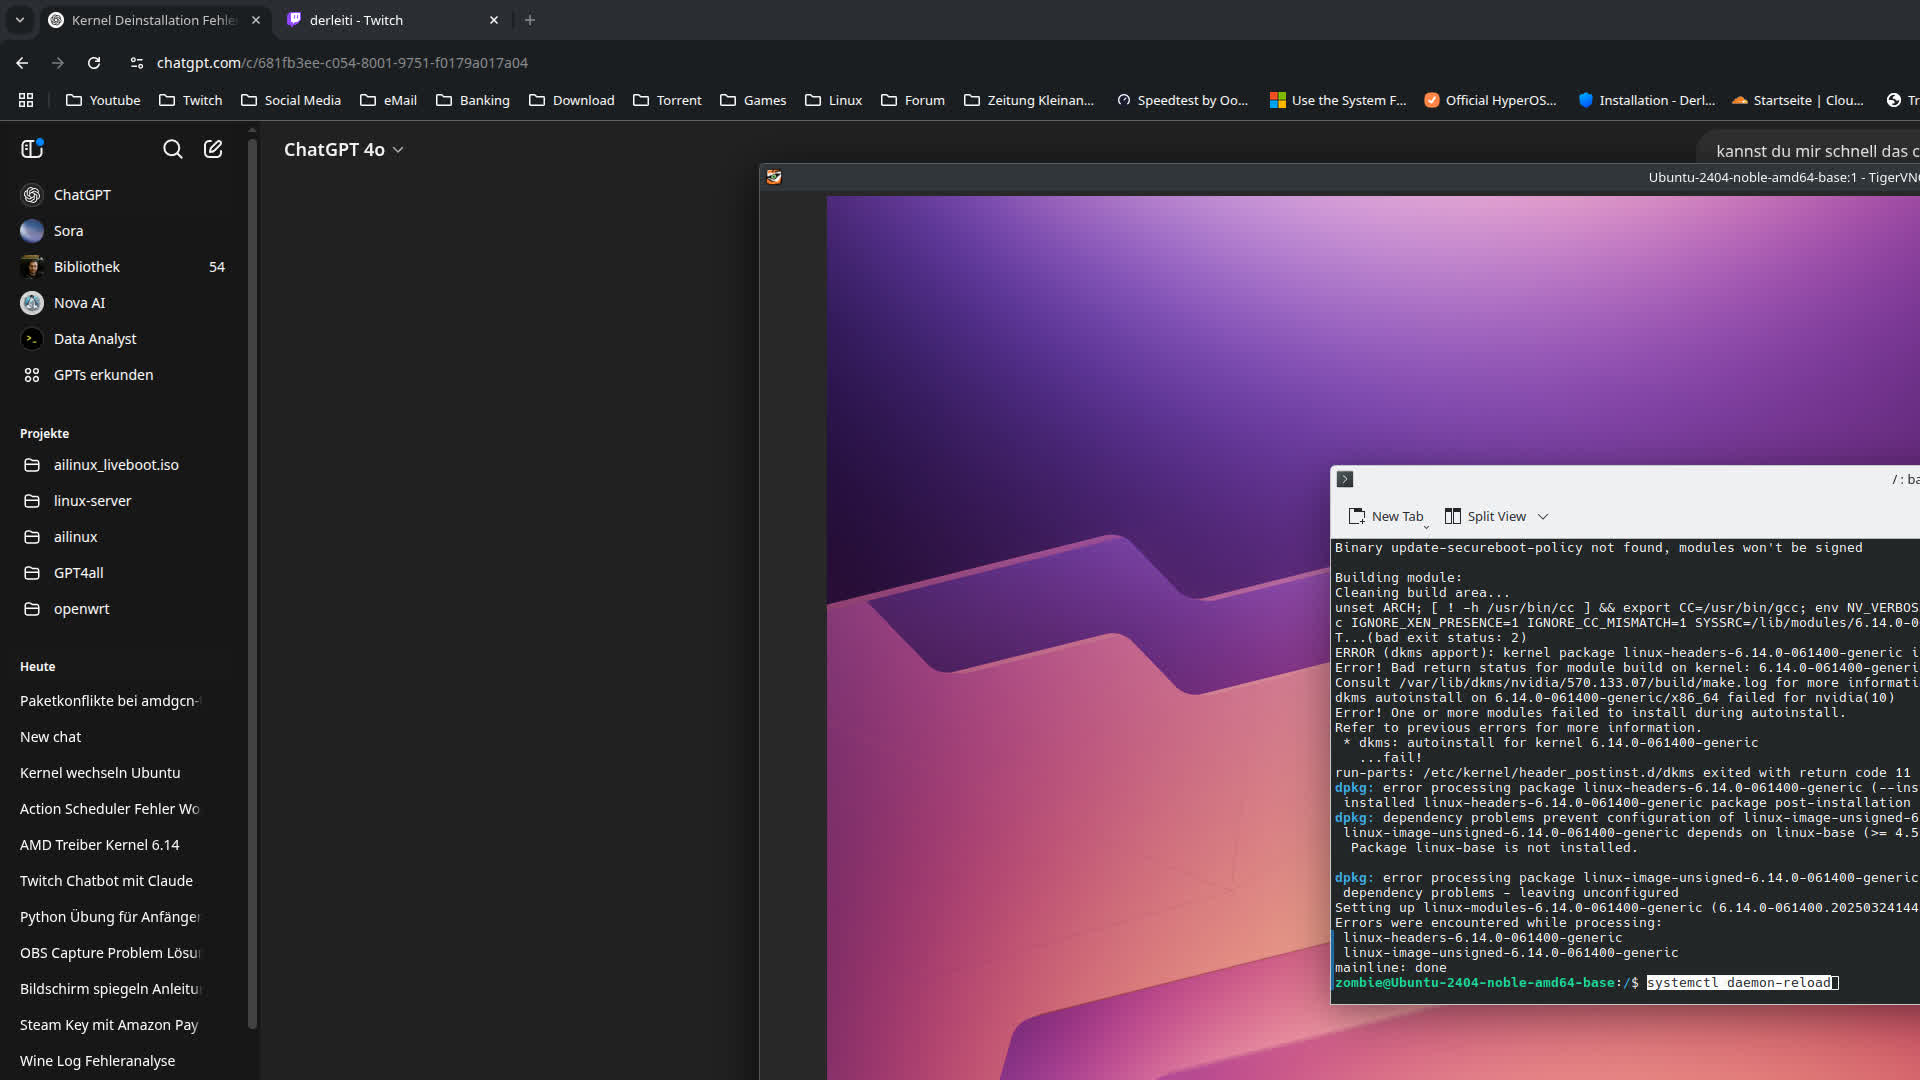 Kernel Deinstallation Fehle
derleiti - Twitch
chatgpt.com/c/681fb3ee-c054-8001-9751-f0179a017a04
Youtube
Twitch
Social Media
eMail
Banking
Download
Torrent
Games
Linux
Forum
Zeitung Kleinan...
Speedtest by Oo...
Use the System F...
Official HyperOS...
Installation - Derl...
Startseite | Clou...
Tr
ChatGPT 4o
kannst du mir schnell das c
ChatGPT
Sora
Bibliothek 54
Nova AI
Data Analyst
GPTs erkunden
Projekte
ailinux_liveboot.iso
linux-server
ailinux
GPT4all
openwrt
Heute
Paketkonflikte bei amdgcn-
New chat
Kernel wechseln Ubuntu
Action Scheduler Fehler Wo
AMD Treiber Kernel 6.14
Twitch Chatbot mit Claude
Python Übung für Anfänger
OBS Capture Problem Lösu
Bildschirm spiegeln Anleitu
Steam Key mit Amazon Pay
Wine Log Fehleranalyse
Ubuntu-2404-noble-amd64-base:1 - TigerVN
/ : ba
New Tab
Split View
Binary update-secureboot-policy not found, modules won't be signed
Building module:
Cleaning build area...
unset ARCH; [ ! -h /usr/bin/cc ] && export CC=/usr/bin/gcc; env NV_VERBOS
c IGNORE_XEN_PRESENCE=1 IGNORE_CC_MISMATCH=1 SYSSRC=/lib/modules/6.14.0-0
T...(bad exit status: 2)
ERROR (dkms apport): kernel package linux-headers-6.14.0-061400-generic i
Error! Bad return status for module build on kernel: 6.14.0-061400-generi
Consult /var/lib/dkms/nvidia/570.133.07/build/make.log for more informati
dkms autoinstall on 6.14.0-061400-generic/x86_64 failed for nvidia(10)
Error! One or more modules failed to install during autoinstall.
Refer to previous errors for more information.
* dkms: autoinstall for kernel 6.14.0-061400-generic
...fail!
run-parts: /etc/kernel/header_postinst.d/dkms exited with return code 11
dpkg: error processing package linux-headers-6.14.0-061400-generic (--ins
installed linux-headers-6.14.0-061400-generic package post-installation
dpkg: dependency problems prevent configuration of linux-image-unsigned-6
linux-image-unsigned-6.14.0-061400-generic depends on linux-base (>= 4.5
Package linux-base is not installed.
dpkg: error processing package linux-image-unsigned-6.14.0-061400-generic
dependency problems - leaving unconfigured
Setting up linux-modules-6.14.0-061400-generic (6.14.0-061400.20250324144
Errors were encountered while processing:
linux-headers-6.14.0-061400-generic
linux-image-unsigned-6.14.0-061400-generic
mainline: done
zombie@Ubuntu-2404-noble-amd64-base:/$ systemctl daemon-reload